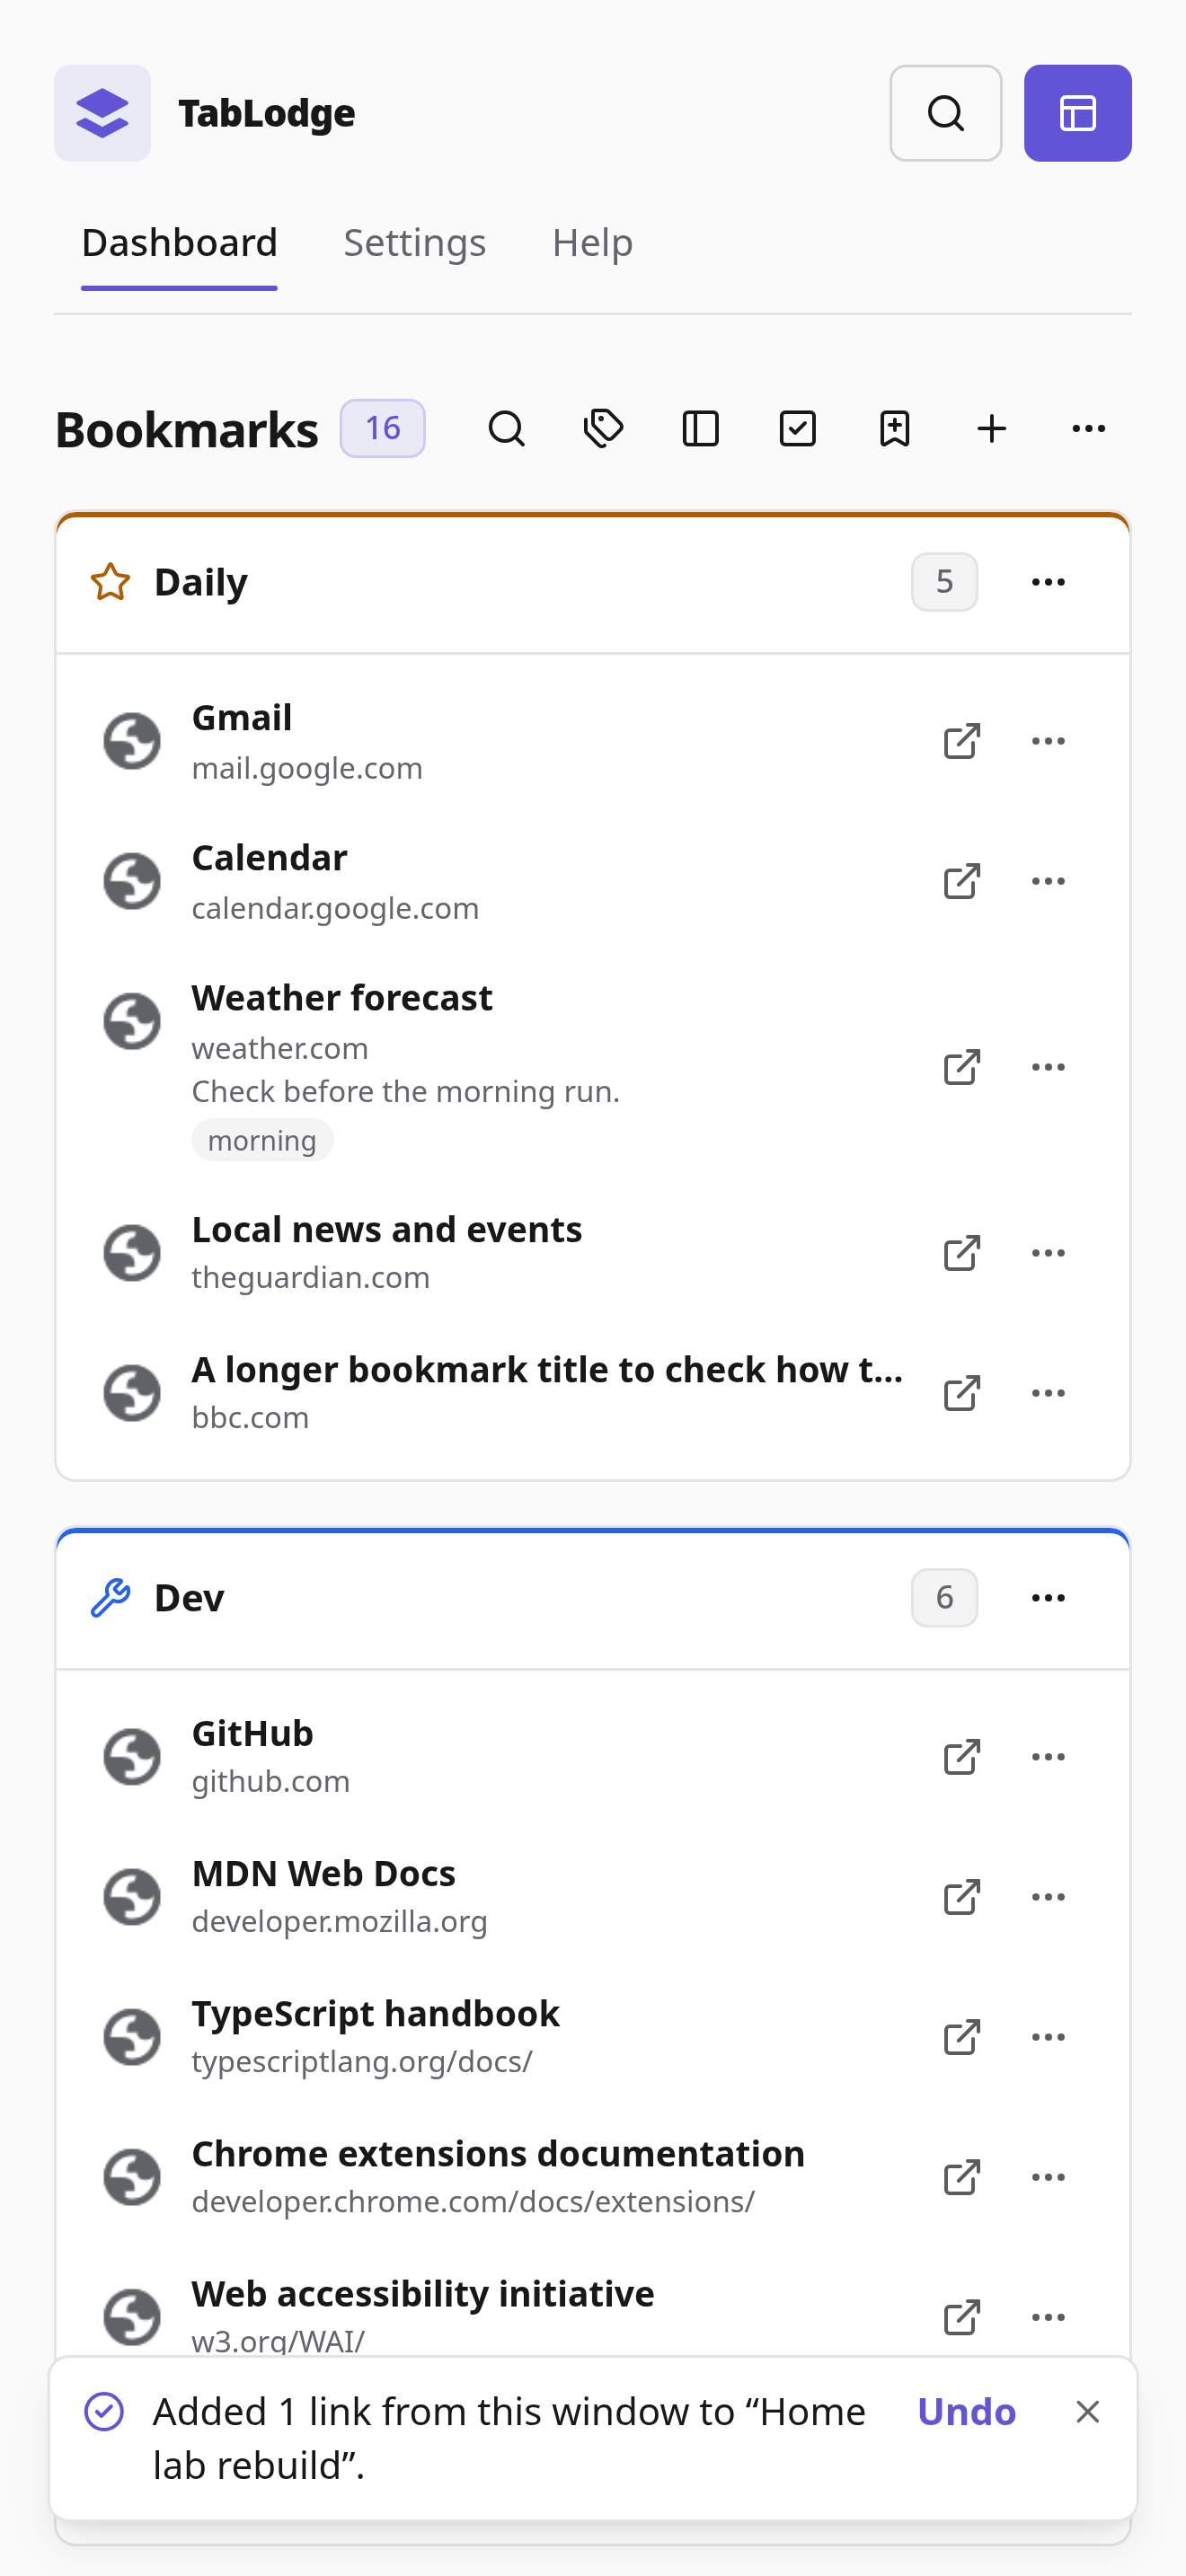 TabLodge
Dashboard Settings Help
Bookmarks 16
Daily 5
Gmail
mail.google.com
Calendar
calendar.google.com
Weather forecast
weather.com
Check before the morning run.
morning
Local news and events
theguardian.com
A longer bookmark title to check how t...
bbc.com
Dev 6
GitHub
github.com
MDN Web Docs
developer.mozilla.org
TypeScript handbook
typescriptlang.org/docs/
Chrome extensions documentation
developer.chrome.com/docs/extensions/
Web accessibility initiative
w3.org/WAI/
Added 1 link from this window to “Home Undo
lab rebuild”.